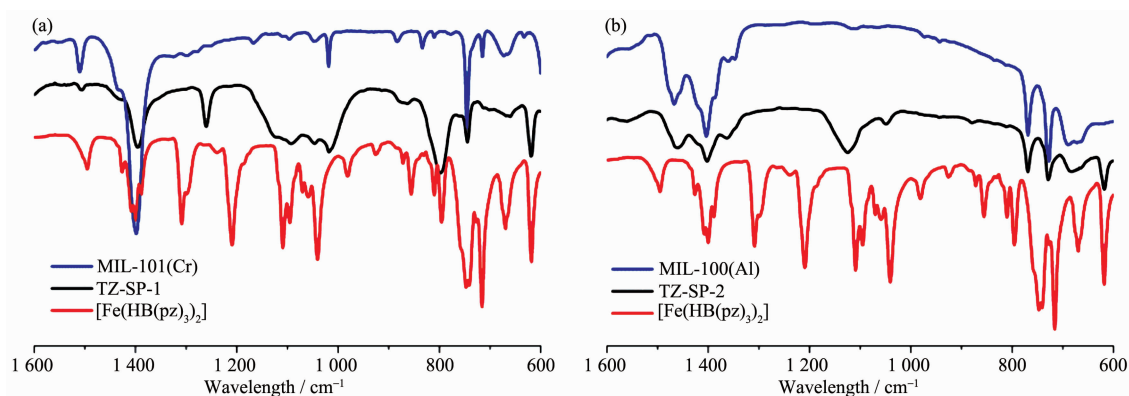 (a)
MIL-101(Cr)
TZ-SP-1
[Fe(HB(pz)₃)₂]
1 600 1 400 1 200 1 000 800 600
Wavelength / cm⁻¹
(b)
MIL-100(Al)
TZ-SP-2
[Fe(HB(pz)₃)₂]
1 600 1 400 1 200 1 000 800 600
Wavelength / cm⁻¹